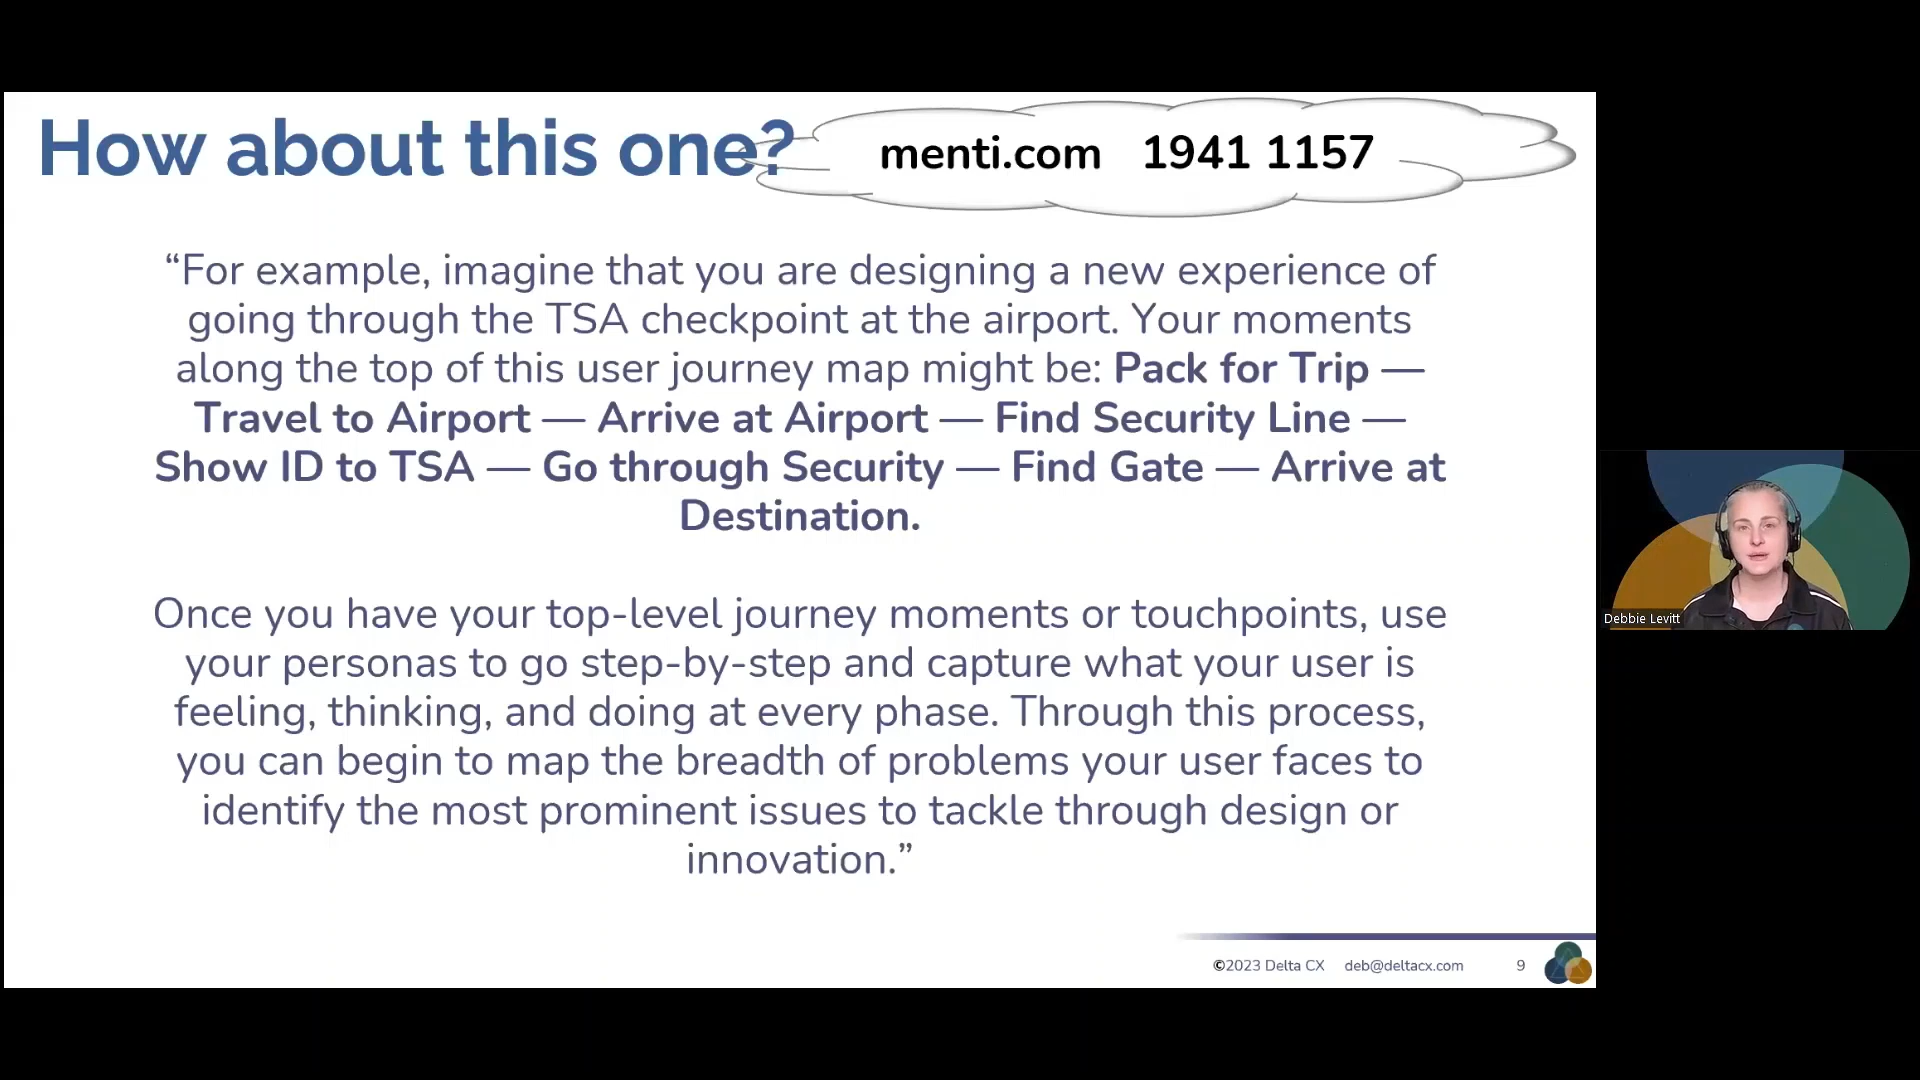 How about this one?
menti.com 1941 1157
“For example, imagine that you are designing a new experience of
going through the TSA checkpoint at the airport. Your moments
along the top of this user journey map might be: Pack for Trip —
Travel to Airport — Arrive at Airport — Find Security Line —
Show ID to TSA — Go through Security — Find Gate — Arrive at
Destination.
Once you have your top-level journey moments or touchpoints, use
your personas to go step-by-step and capture what your user is
feeling, thinking, and doing at every phase. Through this process,
you can begin to map the breadth of problems your user faces to
identify the most prominent issues to tackle through design or
innovation.”
©2023 Delta CX deb@deltacx.com 9
Debbie Levitt